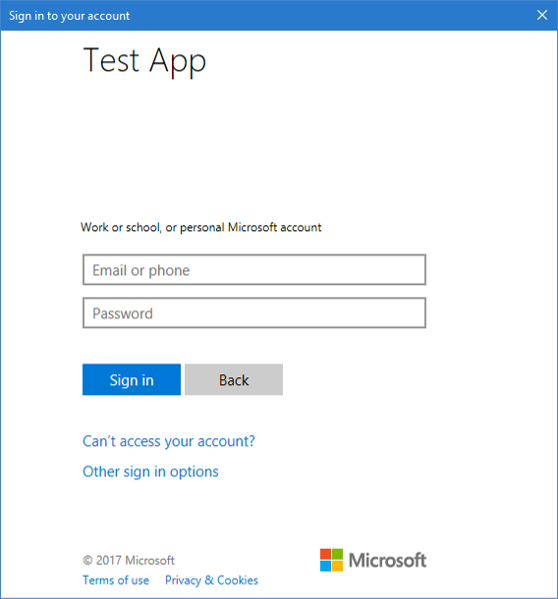 Sign in to your account
Test App
Work or school, or personal Microsoft account
Email or phone
Password
Sign in Back
Can't access your account?
Other sign in options
© 2017 Microsoft
Microsoft
Terms of use Privacy & Cookies